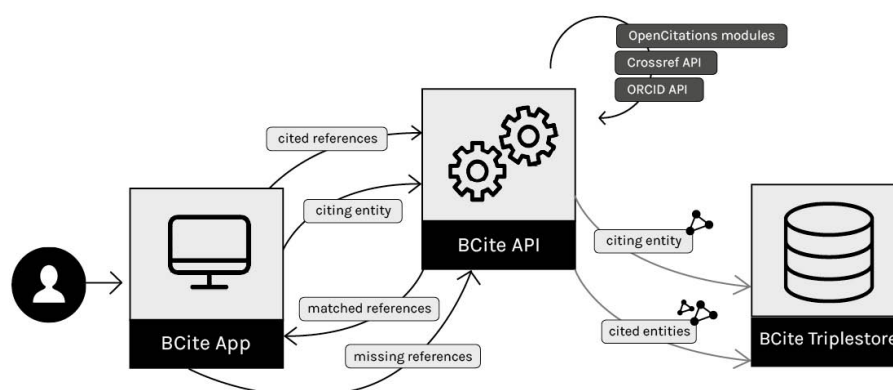 OpenCitations modules
Crossref API
ORCID API
cited references
citing entity
BCite API
citing entity
matched references
cited entities
BCite App
missing references
BCite Triplestore